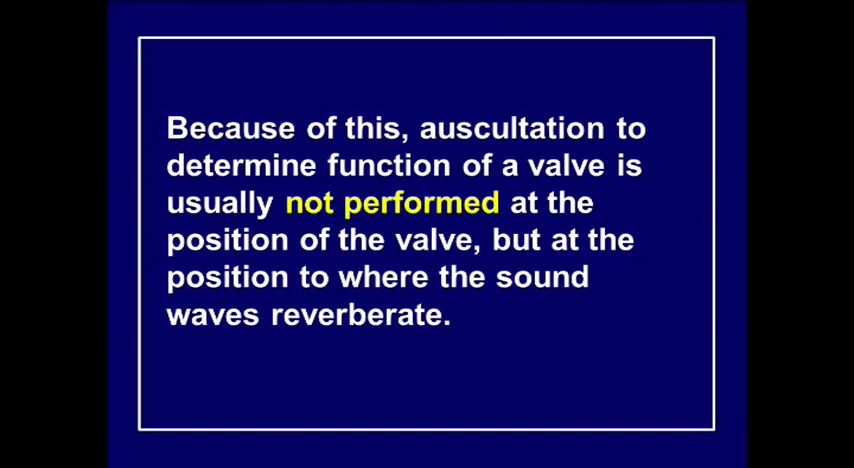 Because of this, auscultation to
determine function of a valve is
usually not performed at the
position of the valve, but at the
position to where the sound
waves reverberate.